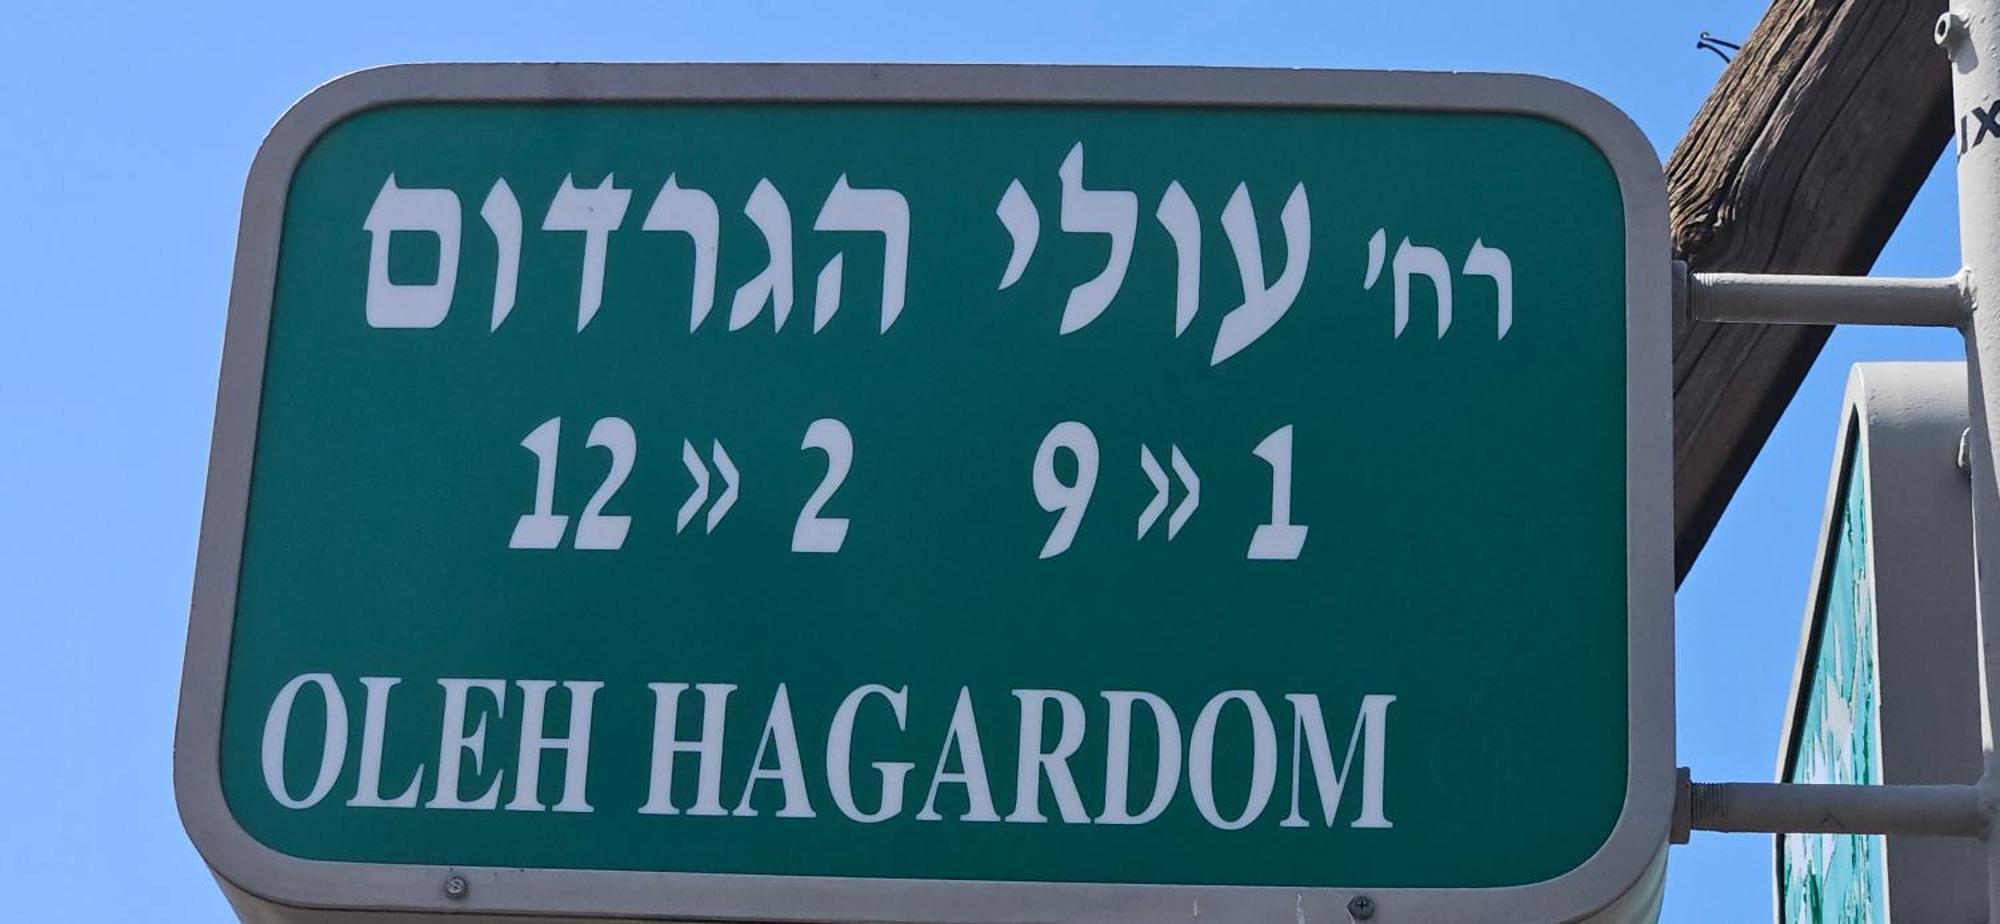 רח' עולי הגרדום
1 » 9 2 » 12
OLEH HAGARDOM